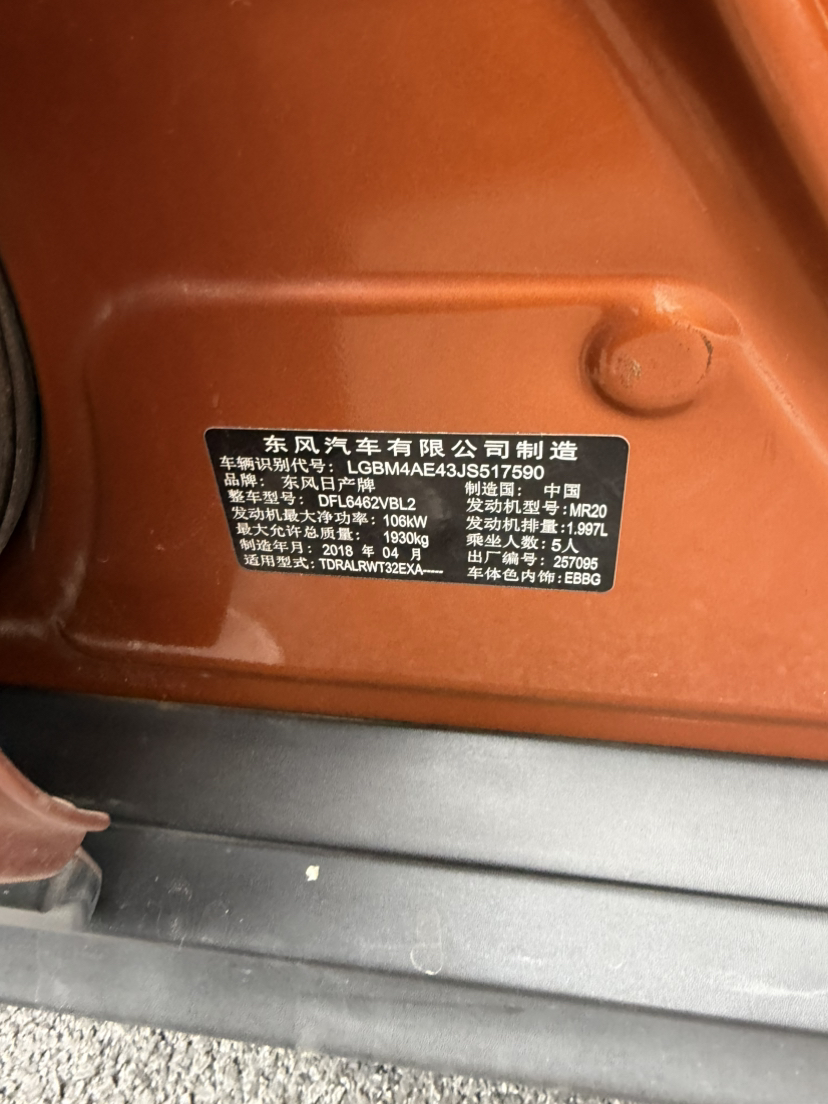 东风汽车有限公司制造
车辆识别代号: LGBM4AE43JS517590
品牌: 东风日产牌 制造国: 中国
整车型号: DFL6462VBL2 发动机型号: MR20
发动机最大净功率: 106kW 发动机排量: 1.997L
最大允许总质量: 1930kg 乘坐人数: 5人
制造年月: 2018 年 04 月 出厂编号: 257095
适用型式: TDRALRWT32EXA----- 车体色内饰: EBBG